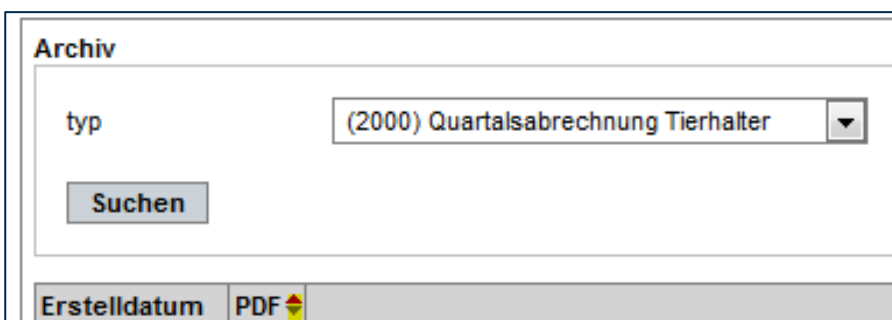 Archiv
typ (2000) Quartalsabrechnung Tierhalter
Suchen
Erstelldatum PDF